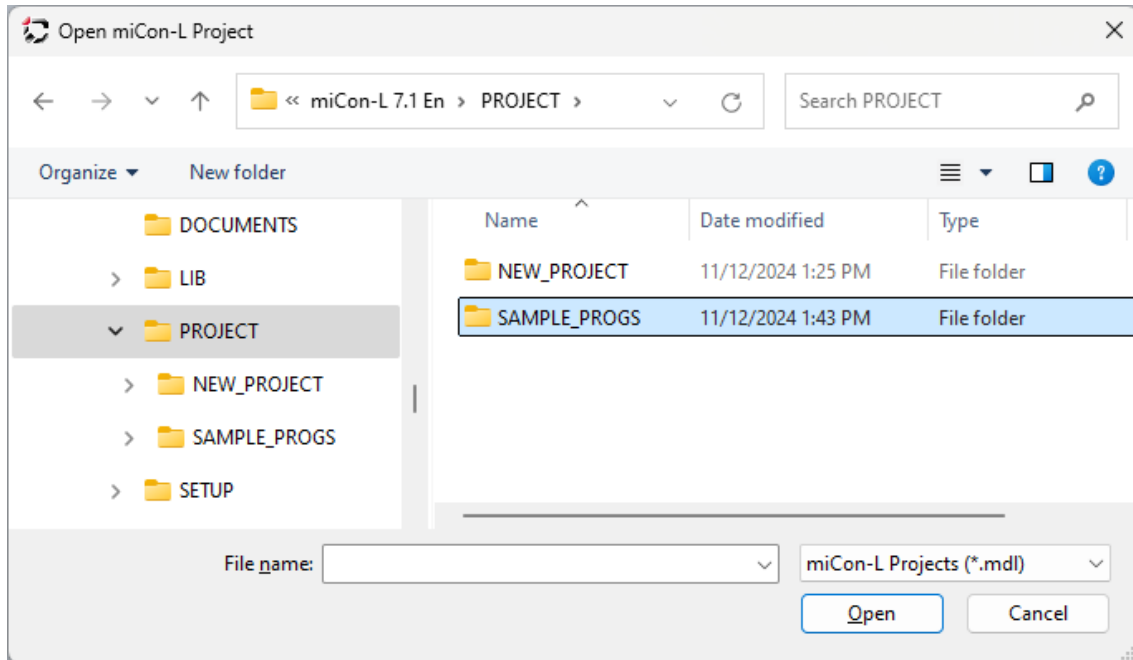 Open miCon-L Project
« miCon-L 7.1 En > PROJECT >
Search PROJECT
Organize
New folder
?
DOCUMENTS
LIB
PROJECT
NEW_PROJECT
SAMPLE_PROGS
SETUP
Name Date modified Type
NEW_PROJECT 11/12/2024 1:25 PM File folder
SAMPLE_PROGS 11/12/2024 1:43 PM File folder
File name:
miCon-L Projects (*.mdl)
Open
Cancel